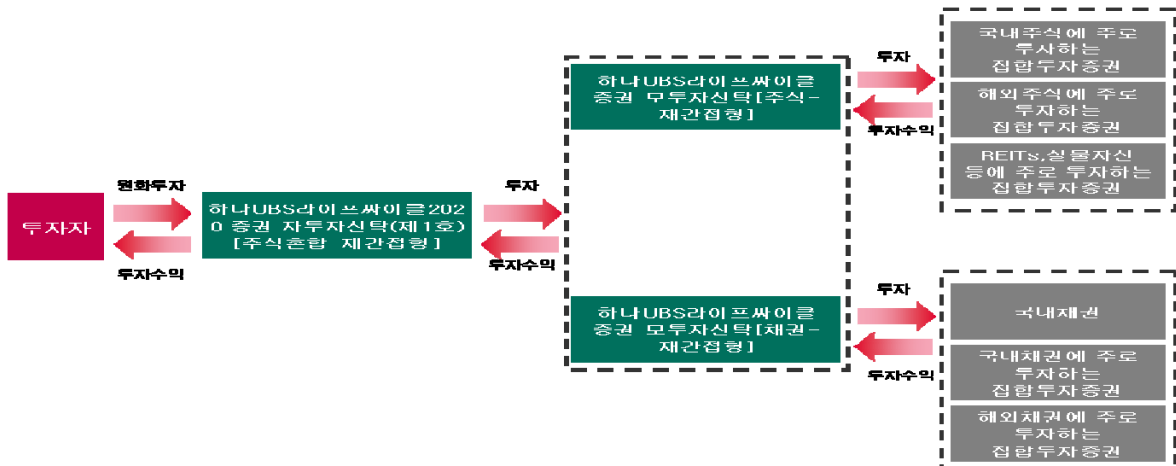 투자자
원화투자
투자수익
하나UBS라이프싸이클202
0 증권 자투자신탁(제1호)
[주식혼합 재간접형]
투자
투자수익
하나UBS라이프싸이클
증권 모투자신탁[주식-
재간접형]
투자
투자수익
국내주식에 주로
투자하는
집합투자증권
해외주식에 주로
투자하는
집합투자증권
REITs,실물자산
등에 주로 투자하는
집합투자증권
하나UBS라이프싸이클
증권 모투자신탁[채권-
재간접형]
투자
투자수익
국내채권
국내채권에 주로
투자하는
집합투자증권
해외채권에 주로
투자하는
집합투자증권